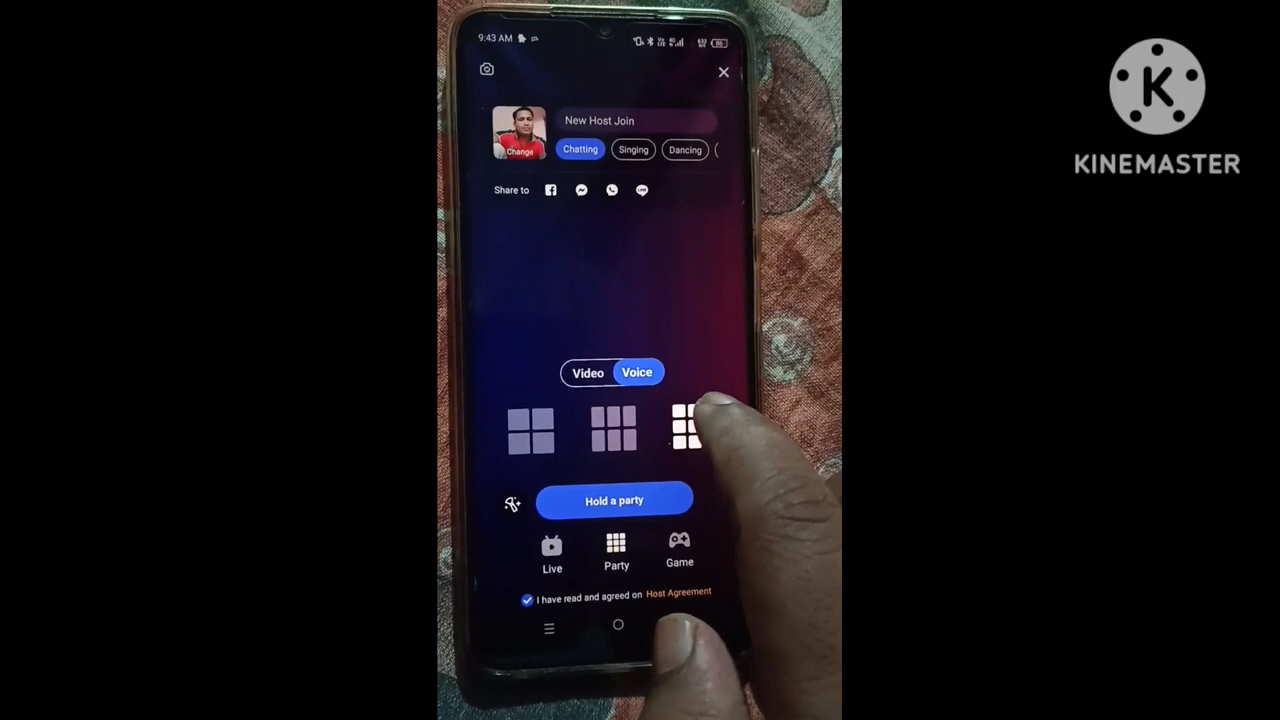 9:43 AM
New Host Join
Change
Chatting
Singing
Dancing
Share to
Video
Voice
Hold a party
Live
Party
Game
I have read and agreed on Host Agreement
K
KINEMASTER